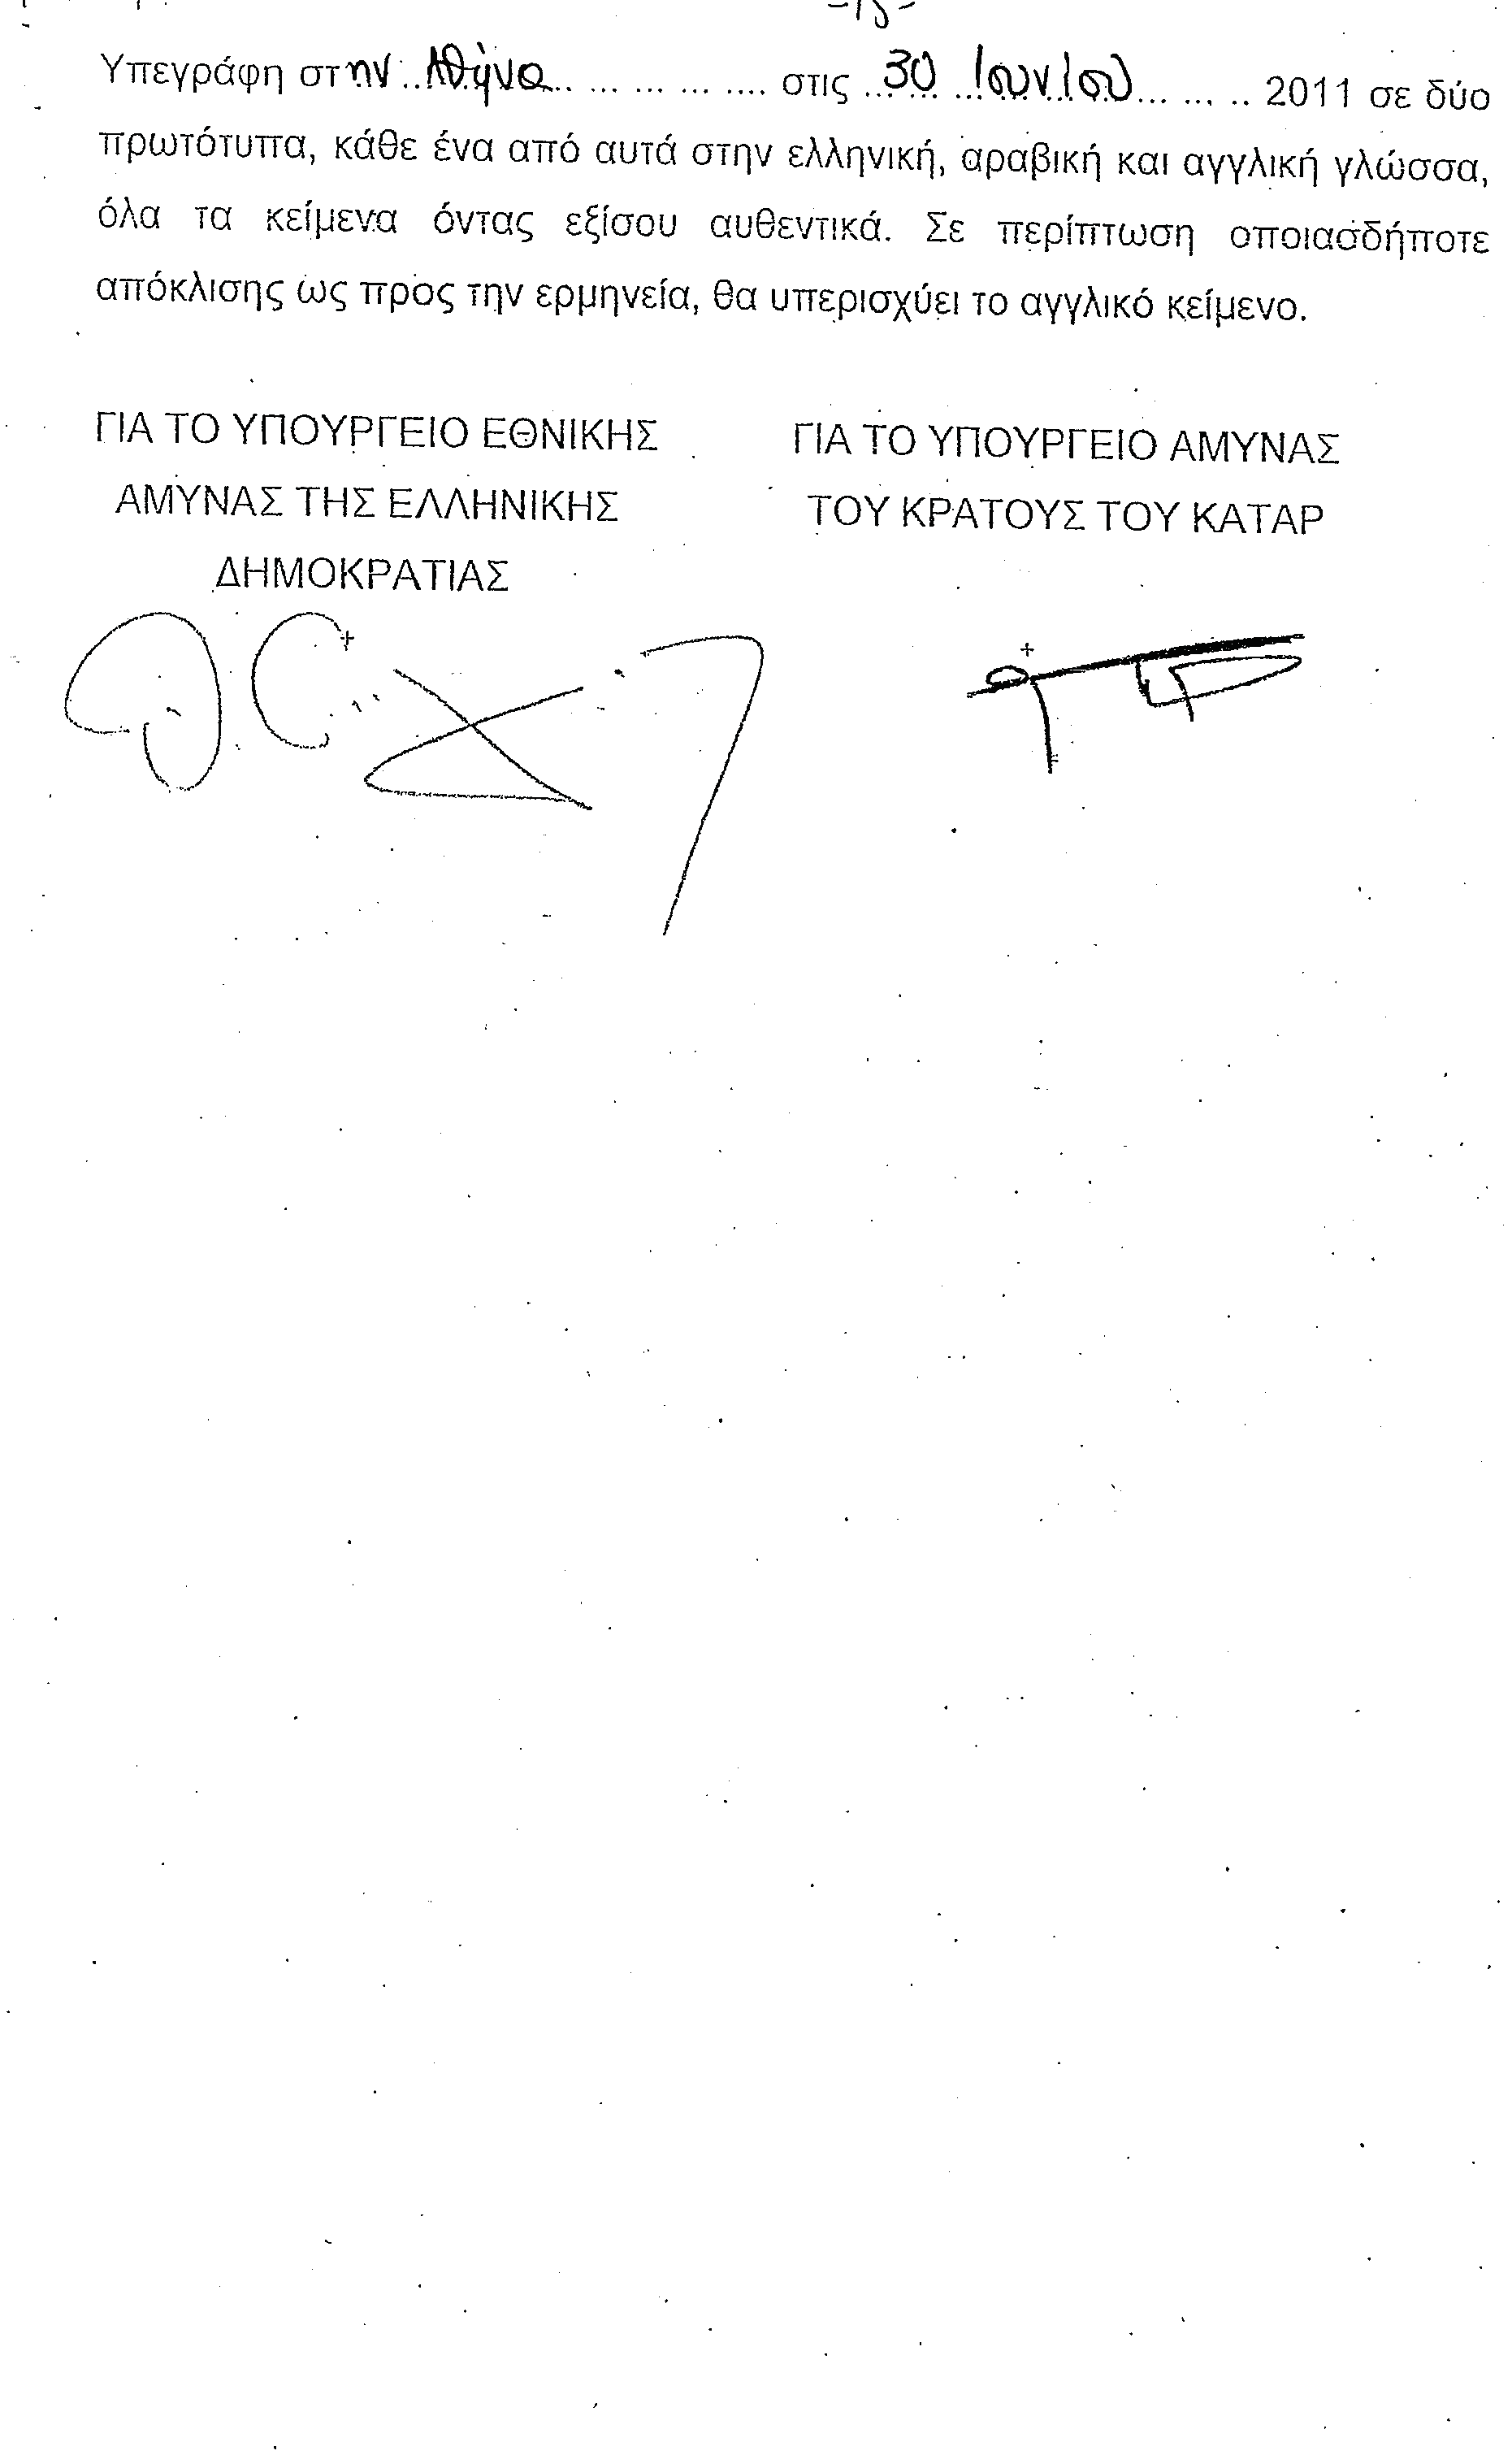 Υπεγράφη στην Αθήνα .. ... ... ... .... στις 30 Ιουνίου ... ... .. 2011 σε δύο
πρωτότυπα, κάθε ένα από αυτά στην ελληνική, αραβική και αγγλική γλώσσα,
όλα τα κείμενα όντας εξίσου αυθεντικά. Σε περίπτωση οποιασδήποτε
απόκλισης ως προς την ερμηνεία, θα υπερισχύει το αγγλικό κείμενο.
ΓΙΑ ΤΟ ΥΠΟΥΡΓΕΙΟ ΕΘΝΙΚΗΣ
ΑΜΥΝΑΣ ΤΗΣ ΕΛΛΗΝΙΚΗΣ
ΔΗΜΟΚΡΑΤΙΑΣ
ΓΙΑ ΤΟ ΥΠΟΥΡΓΕΙΟ ΑΜΥΝΑΣ
ΤΟΥ ΚΡΑΤΟΥΣ ΤΟΥ ΚΑΤΑΡ